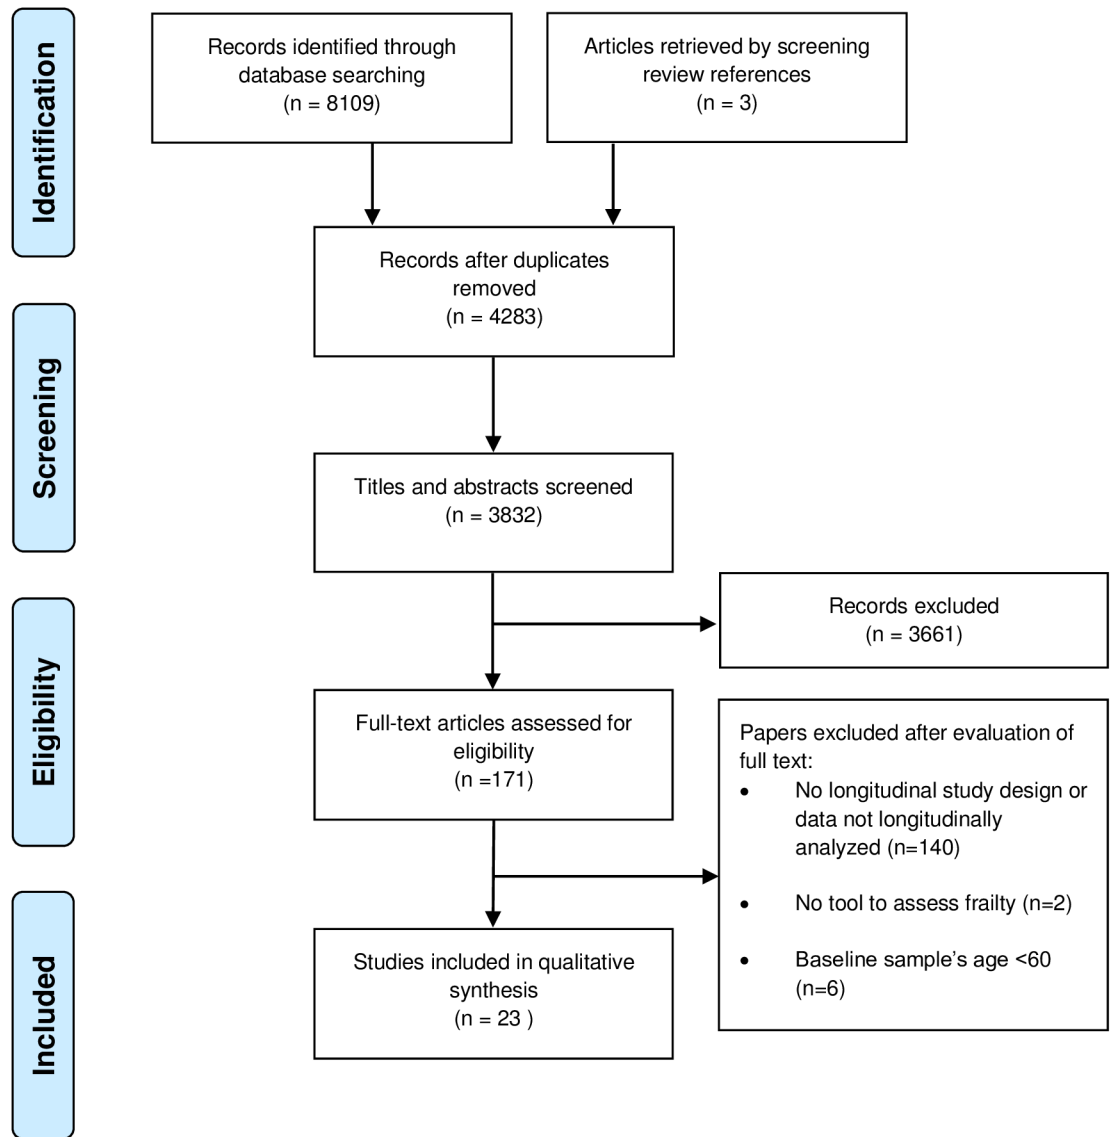 Identification
Records identified through
database searching
(n = 8109)
Articles retrieved by screening
review references
(n = 3)
Records after duplicates
removed
(n = 4283)
Screening
Titles and abstracts screened
(n = 3832)
Records excluded
(n = 3661)
Eligibility
Full-text articles assessed for
eligibility
(n =171)
Papers excluded after evaluation of
full text:
• No longitudinal study design or
data not longitudinally
analyzed (n=140)
• No tool to assess frailty (n=2)
• Baseline sample’s age <60
(n=6)
Included
Studies included in qualitative
synthesis
(n = 23 )